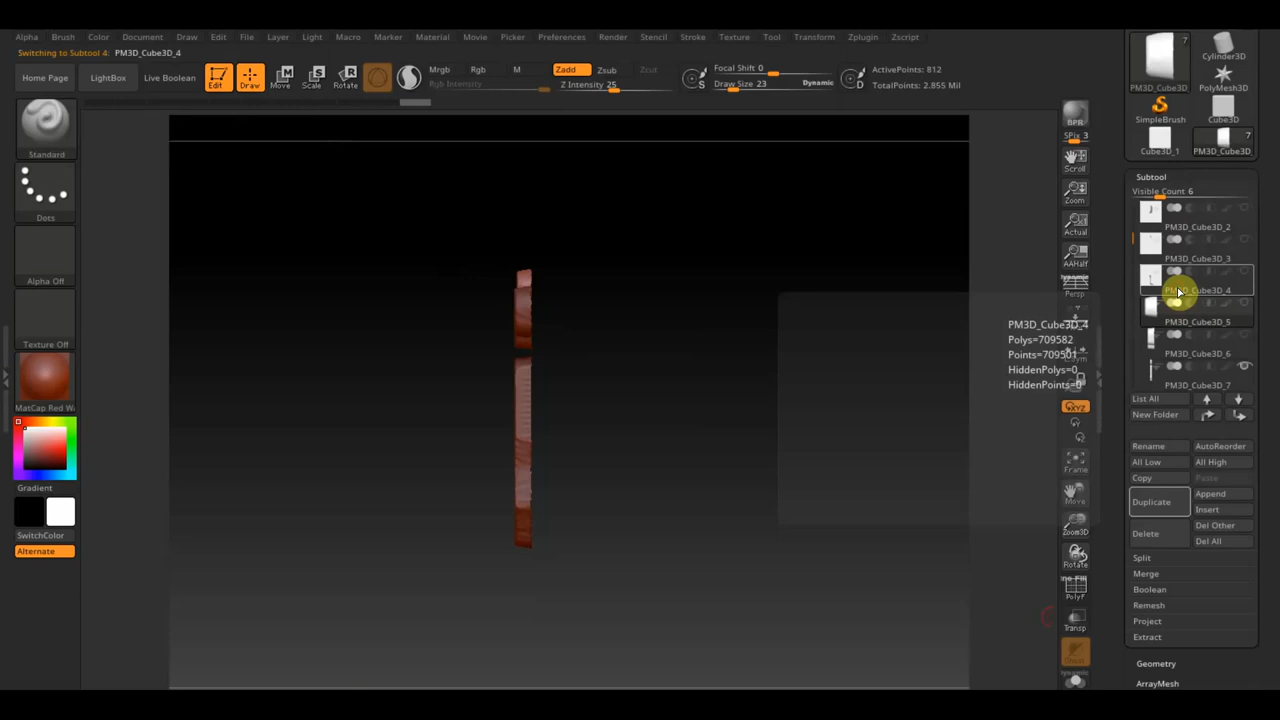 Alpha Brush Color Document Draw Edit File Layer Light Macro Marker Material Movie Picker Preferences Render Stencil Stroke Texture Tool Transform Zplugin Zscript
Switching to Subtool 4: PM3D_Cube3D_4
Home Page
LightBox
Live Boolean
Edit
Draw
Move
Scale
Rotate
Mrgb
Rgb
M
Rgb Intensity
Zadd
Zsub
Zcut
Z Intensity 25
S
Focal Shift 0
Draw Size 23
Dynamic
D
ActivePoints: 812
TotalPoints: 2.855 Mil
Standard
Dots
Alpha Off
Texture Off
MatCap Red Wa
Gradient
SwitchColor
Alternate
BPR
SPix 3
Scroll
Zoom
Actual
AAHalf
Dynamic
Persp
XYZ
Frame
Move
Zoom3D
Rotate
PolyF
Transp
Dynamic
PM3D_Cube3D_4
Polys=709582
Points=709501
HiddenPolys=0
HiddenPoints=0
7
PM3D_Cube3D
Cylinder3D
PolyMesh3D
SimpleBrush
Cube3D
Cube3D_1
7
PM3D_Cube3D
Subtool
Visible Count 6
PM3D_Cube3D_2
PM3D_Cube3D_3
PM3D_Cube3D_4
PM3D_Cube3D_5
PM3D_Cube3D_6
PM3D_Cube3D_7
List All
New Folder
Rename
AutoReorder
All Low
All High
Copy
Paste
Duplicate
Append
Insert
Delete
Del Other
Del All
Split
Merge
Boolean
Remesh
Project
Extract
Geometry
ArrayMesh